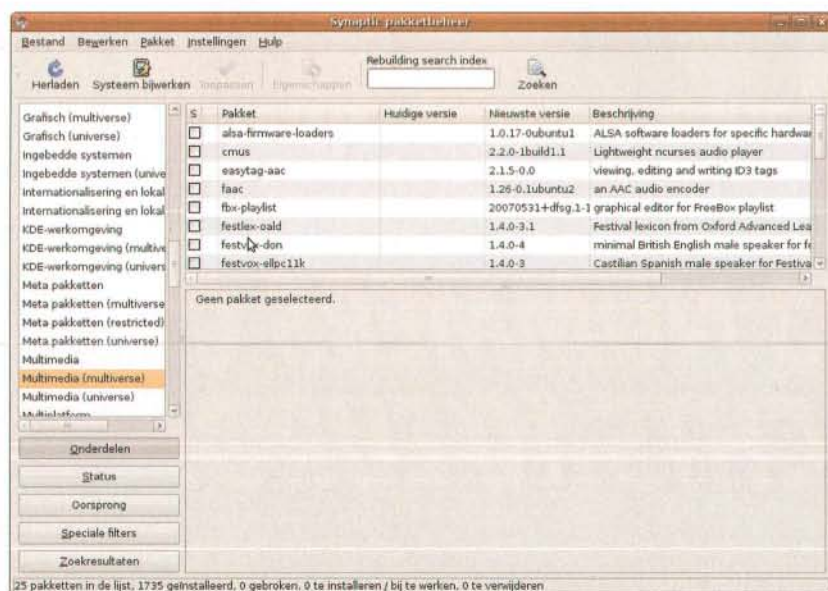 Synaptic pakketbeheer
Bestand Bewerken Pakket Instellingen Hulp
Herladen Systeem bijwerken Toepassen Eigenschappen Rebuilding search index Zoeken
Grafisch (multiverse)
Grafisch (universe)
Ingebedde systemen
Ingebedde systemen (unive
Internationalisering en lokal
Internationalisering en lokal
KDE-werkomgeving
KDE-werkomgeving (multive
KDE-werkomgeving (univers
Meta pakketten
Meta pakketten (multiverse
Meta pakketten (restricted)
Meta pakketten (universe)
Multimedia
Multimedia (multiverse)
Multimedia (universe)
Multiplatform
Onderdelen
Status
Oorsprong
Speciale filters
Zoekresultaten
S Pakket Huidige versie Nieuwste versie Beschrijving
alsa-firmware-loaders 1.0.17-0ubuntu1 ALSA software loaders for specific hardwar
cmus 2.2.0-1build1.1 Lightweight ncurses audio player
easytag-aac 2.1.5-0.0 viewing, editing and writing ID3 tags
faac 1.26-0.1ubuntu2 an AAC audio encoder
fbx-playlist 20070531+dfsg.1-1 graphical editor for FreeBox playlist
festlex-oald 1.4.0-3.1 Festival lexicon from Oxford Advanced Lea
festvox-don 1.4.0-4 minimal British English male speaker for fe
festvox-ellpc11k 1.4.0-3 Castilian Spanish male speaker for Festiva
Geen pakket geselecteerd.
25 pakketten in de lijst, 1735 geïnstalleerd, 0 gebroken, 0 te installeren / bij te werken, 0 te verwijderen